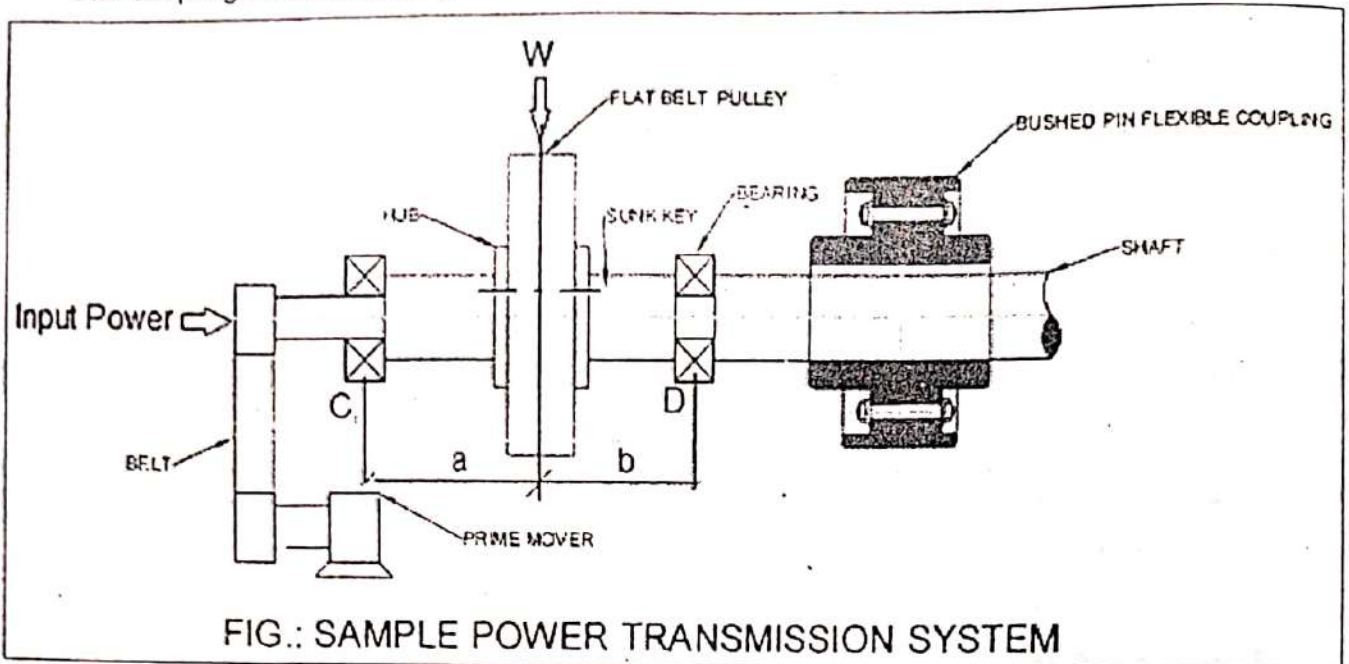 W
FLAT BELT PULLEY
BUSHED PIN FLEXIBLE COUPLING
HUB
SUNK KEY
BEARING
SHAFT
Input Power
C
D
a
b
BELT
PRIME MOVER
FIG.: SAMPLE POWER TRANSMISSION SYSTEM